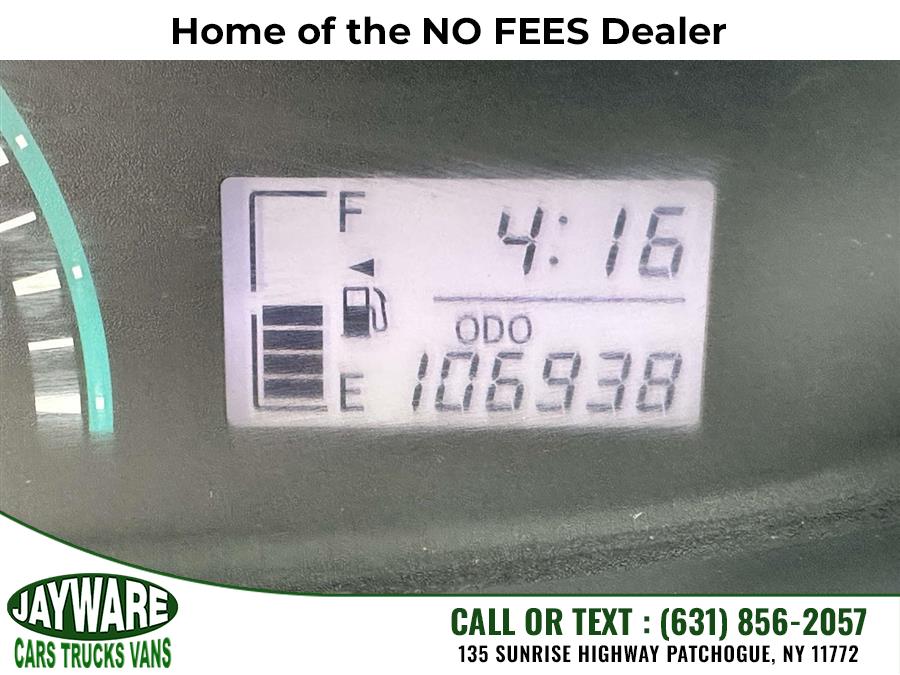 Home of the NO FEES Dealer
F
4:16
ODO
E
106938
JAYWARE
CARS TRUCKS VANS
CALL OR TEXT : (631) 856-2057
135 SUNRISE HIGHWAY PATCHOGUE, NY 11772